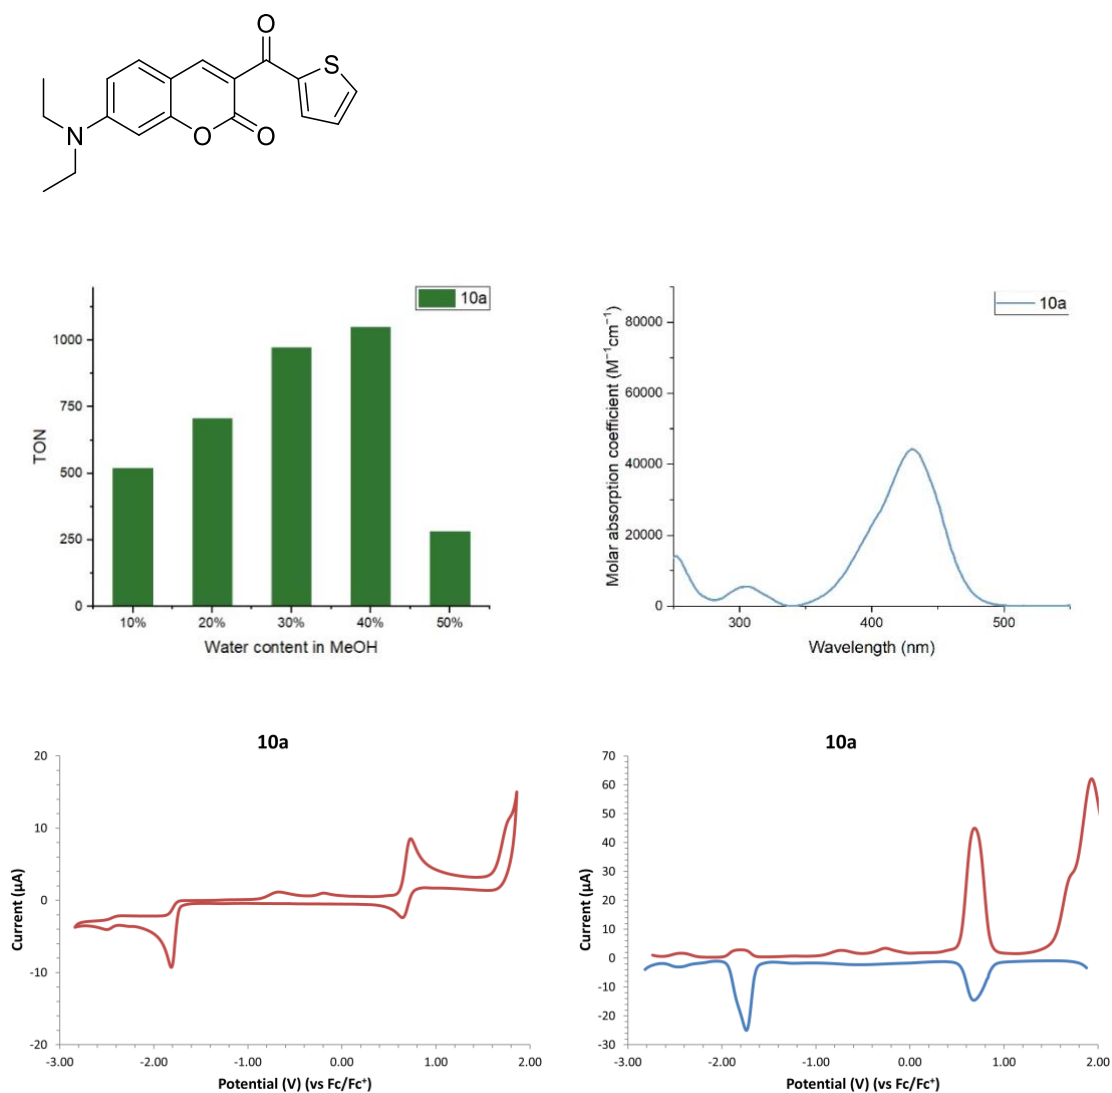 O
S
N
O
O
10a
1000
750
500
250
0
TON
10%
20%
30%
40%
50%
Water content in MeOH
10a
80000
60000
40000
20000
0
Molar absorption coefficient (M⁻¹cm⁻¹)
300
400
500
Wavelength (nm)
10a
20
10
0
-10
-20
Current (µA)
-3.00
-2.00
-1.00
0.00
1.00
2.00
Potential (V) (vs Fc/Fc⁺)
10a
70
60
50
40
30
20
10
0
-10
-20
-30
Current (µA)
-3.00
-2.00
-1.00
0.00
1.00
2.00
Potential (V) (vs Fc/Fc⁺)